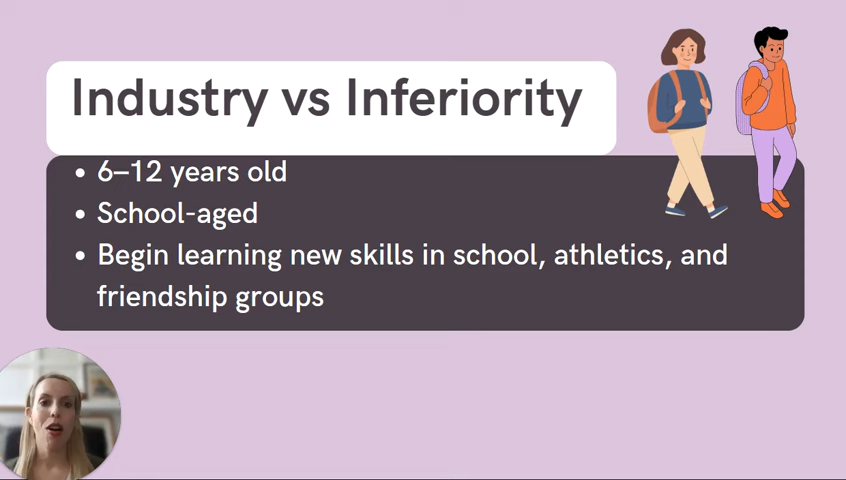 Industry vs Inferiority
• 6–12 years old
• School-aged
• Begin learning new skills in school, athletics, and
friendship groups